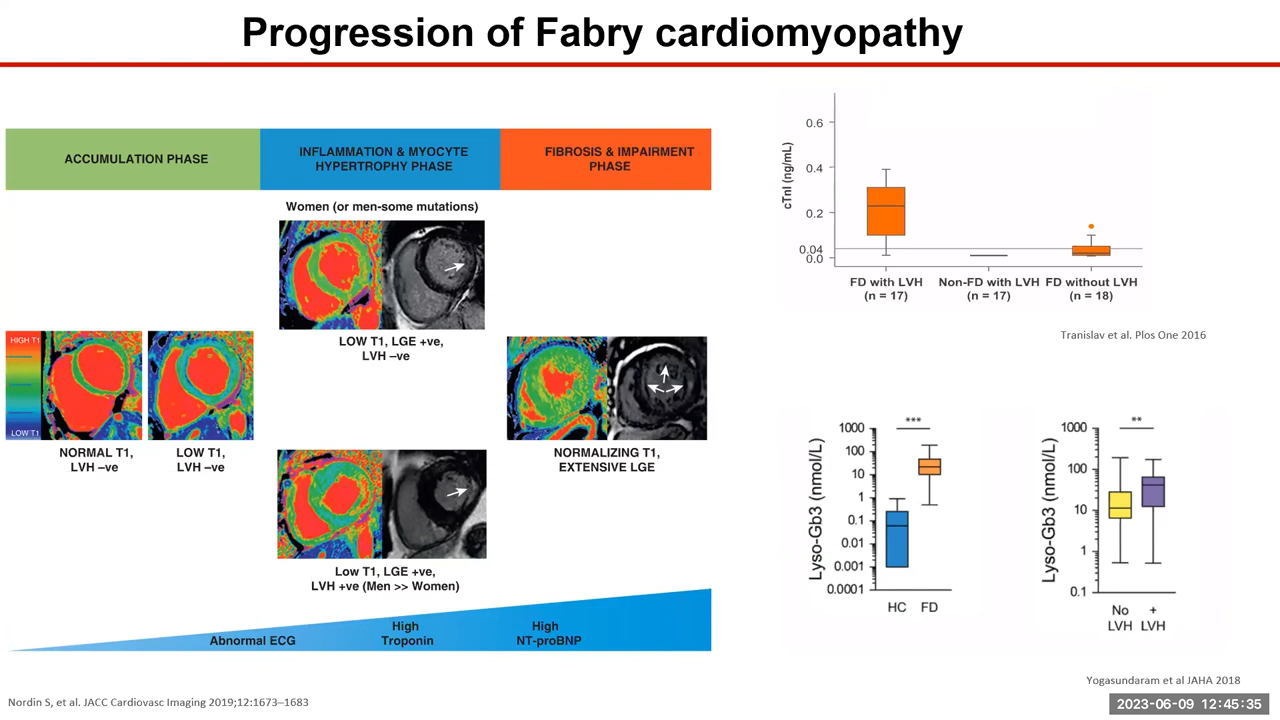 Progression of Fabry cardiomyopathy
ACCUMULATION PHASE
INFLAMMATION & MYOCYTE
HYPERTROPHY PHASE
FIBROSIS & IMPAIRMENT
PHASE
Women (or men-some mutations)
LOW T1, LGE +ve,
LVH –ve
HIGH T1
LOW T1
NORMAL T1,
LVH –ve
LOW T1,
LVH –ve
NORMALIZING T1,
EXTENSIVE LGE
Low T1, LGE +ve,
LVH +ve (Men >> Women)
Abnormal ECG
High
Troponin
High
NT-proBNP
Nordin S, et al. JACC Cardiovasc Imaging 2019;12:1673–1683
cTnI (ng/mL)
0.6
0.4
0.2
0.04
0.0
FD with LVH
(n = 17)
Non-FD with LVH
(n = 17)
FD without LVH
(n = 18)
Tranislav et al. Plos One 2016
Lyso-Gb3 (nmol/L)
***
1000
100
10
1
0.1
0.01
0.001
0.0001
HC
FD
Lyso-Gb3 (nmol/L)
**
1000
100
10
1
0.1
No
LVH
+
LVH
Yogasundaram et al JAHA 2018
2023-06-09 12:45:35